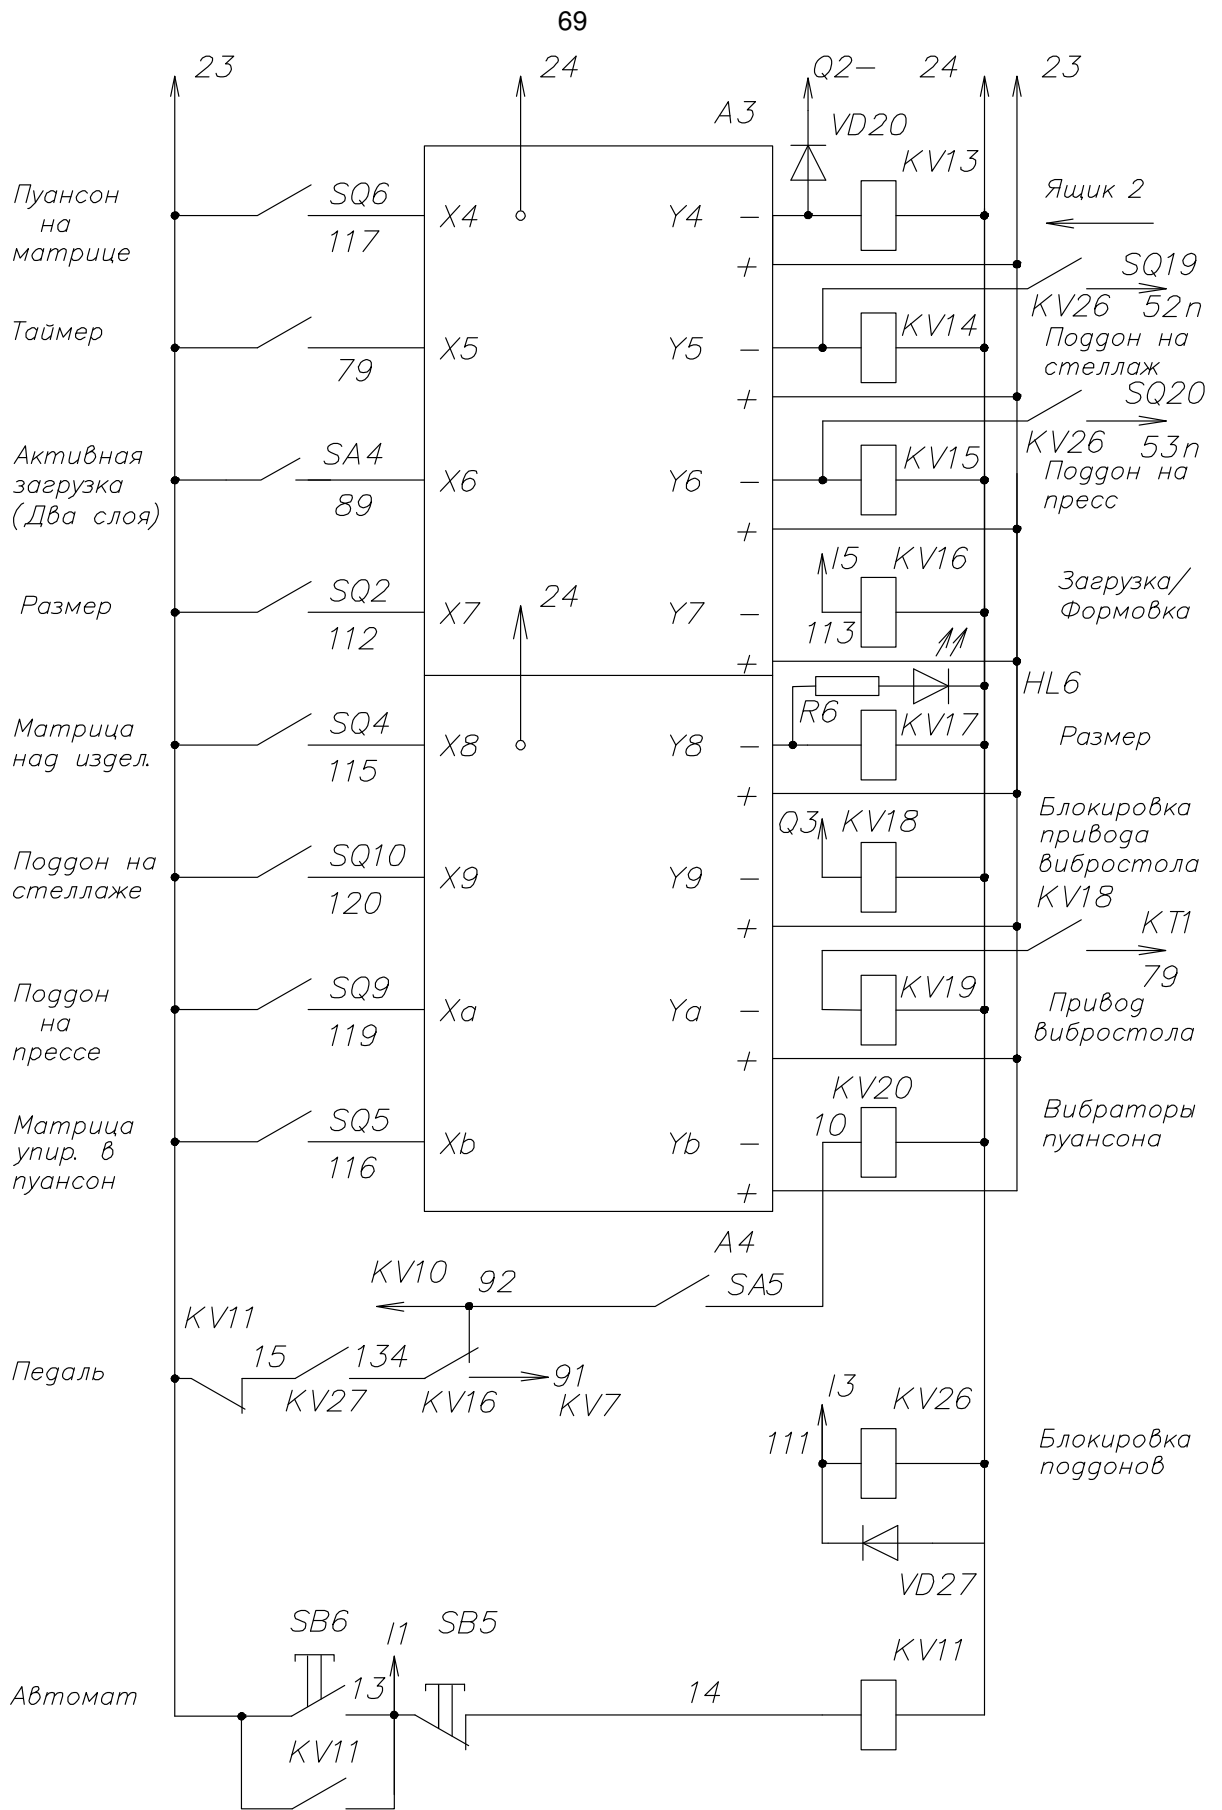 69
23
24
Q2-
24
23
A3
VD20
KV13
Пуансон
на
матрице
SQ6
117
X4
Y4
-
+
Ящик 2
SQ19
KV26 52п
Таймер
79
X5
Y5
-
+
KV14
Поддон на
стеллаж
SQ20
KV26 53п
Активная
загрузка
(Два слоя)
SA4
89
X6
Y6
-
+
KV15
Поддон на
пресс
Размер
SQ2
112
X7
24
Y7
-
+
I5
KV16
113
Загрузка/
Формовка
HL6
R6
Матрица
над издел.
SQ4
115
X8
Y8
-
+
KV17
Размер
Поддон на
стеллаже
SQ10
120
X9
Y9
-
+
Q3
KV18
Блокировка
привода
вибростола
KV18
KT1
79
Поддон
на
прессе
SQ9
119
Xa
Ya
-
+
KV19
Привод
вибростола
Матрица
упир. в
пуансон
SQ5
116
Xb
Yb
-
+
KV20
10
Вибраторы
пуансона
A4
KV10
92
SA5
KV11
Педаль
15
134
KV27
KV16
91
KV7
I3
KV26
111
Блокировка
поддонов
VD27
SB6
I1
SB5
KV11
Автомат
13
14
KV11